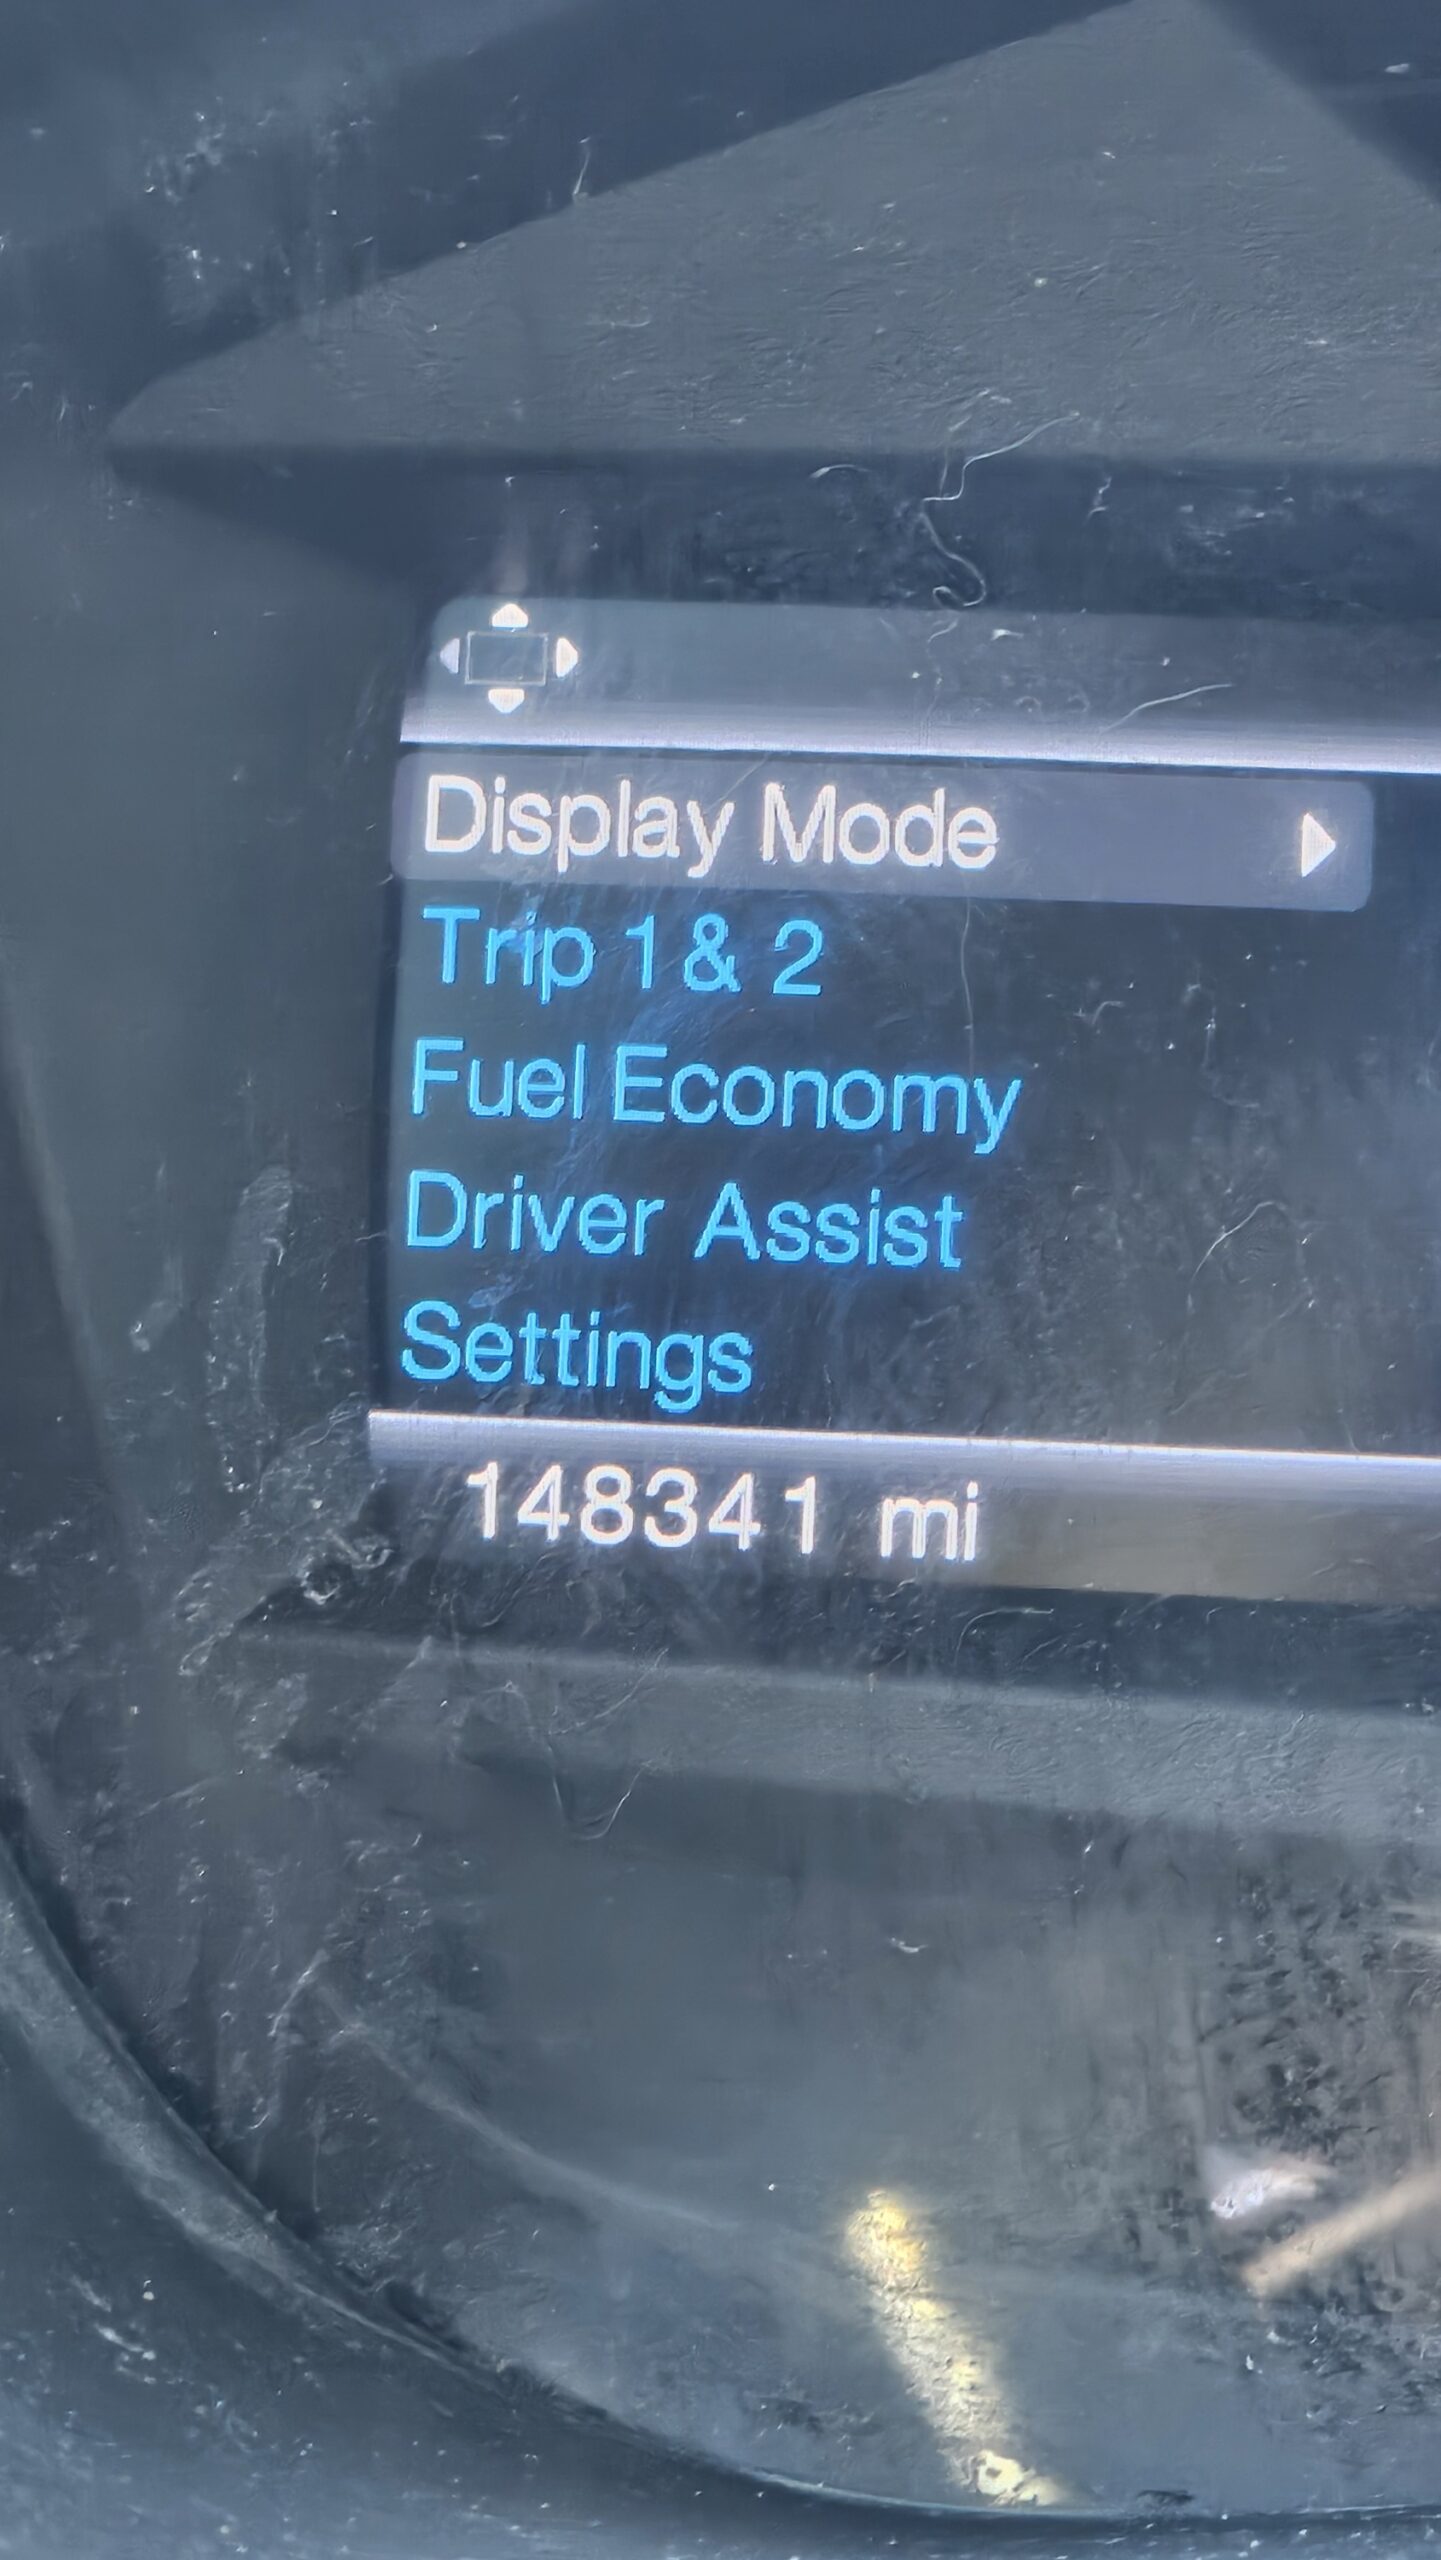 Display Mode
Trip 1 & 2
Fuel Economy
Driver Assist
Settings
148341 mi